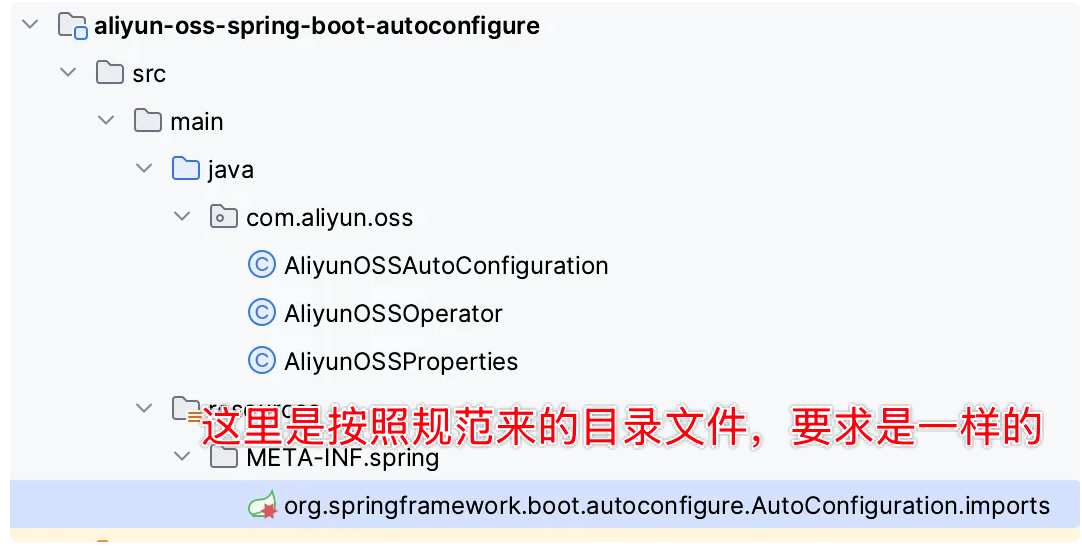 aliyun-oss-spring-boot-autoconfigure
src
main
java
com.aliyun.oss
AliyunOSSAutoConfiguration
AliyunOSSOperator
AliyunOSSProperties
resources
这里是按照规范来的目录文件，要求是一样的
META-INF.spring
org.springframework.boot.autoconfigure.AutoConfiguration.imports